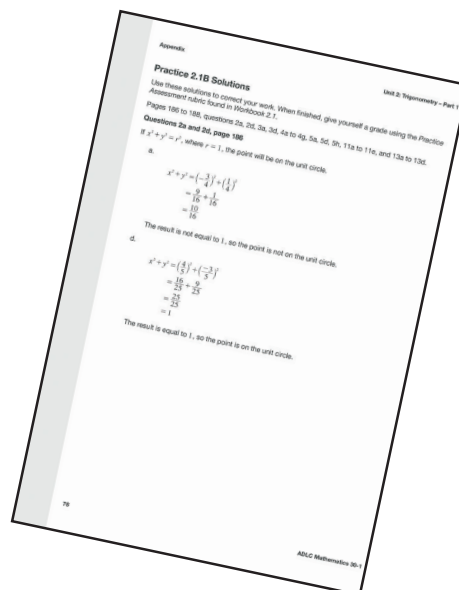 Appendix
Unit 2: Trigonometry – Part 1
Practice 2.1B Solutions
Use these solutions to correct your work. When finished, give yourself a grade using the Practice
Assessment rubric found in Workbook 2.1.
Pages 186 to 188, questions 2a, 2d, 3a, 3d, 4a to 4g, 5a, 5d, 5h, 11a to 11e, and 13a to 13d.
Questions 2a and 2d, page 186
If x² + y² = r², where r = 1, the point will be on the unit circle.
a.
x² + y² = (-3/4)² + (1/4)²
= 9/16 + 1/16
= 10/16
The result is not equal to 1, so the point is not on the unit circle.
d.
x² + y² = (4/5)² + (-3/5)²
= 16/25 + 9/25
= 25/25
= 1
The result is equal to 1, so the point is on the unit circle.
78
ADLC Mathematics 30-1